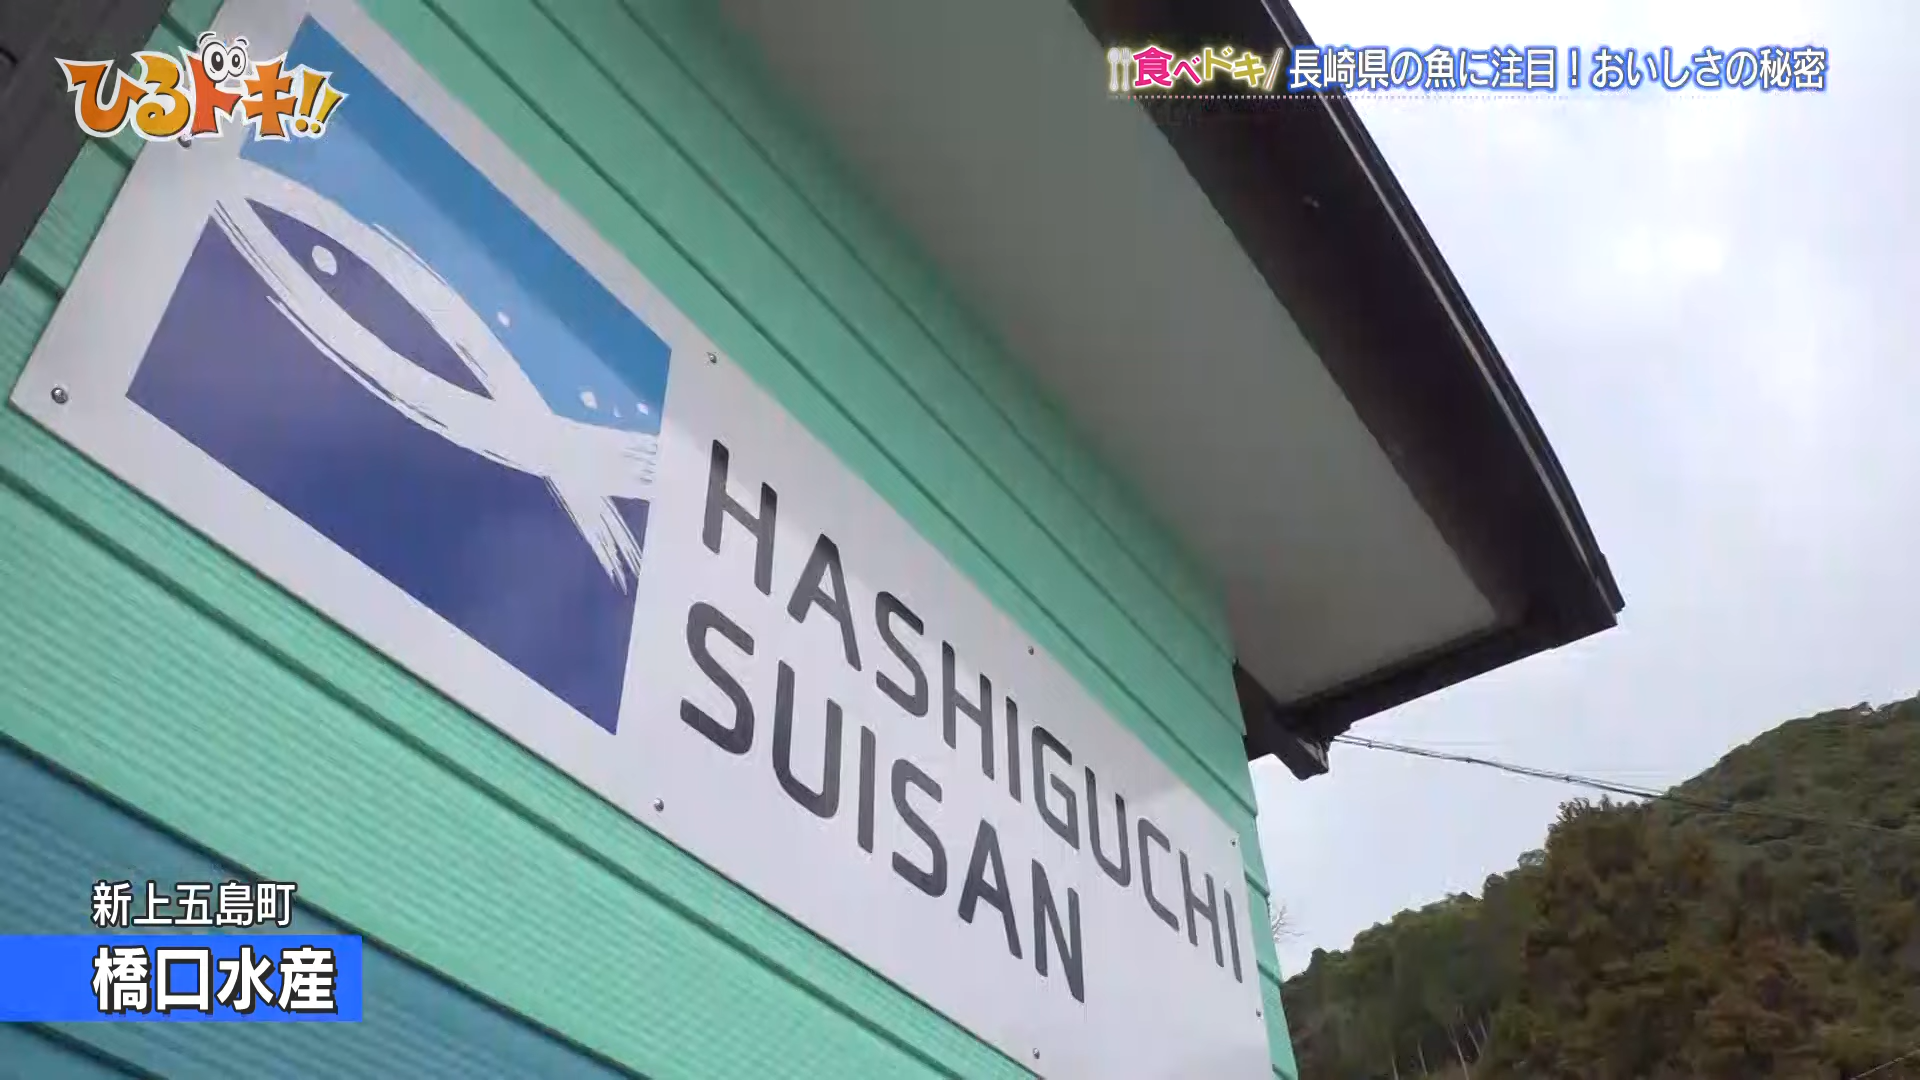 ひるドキ!!
食べドキ/長崎県の魚に注目！おいしさの秘密
HASHIGUCHI
SUISAN
新上五島町
橋口水産